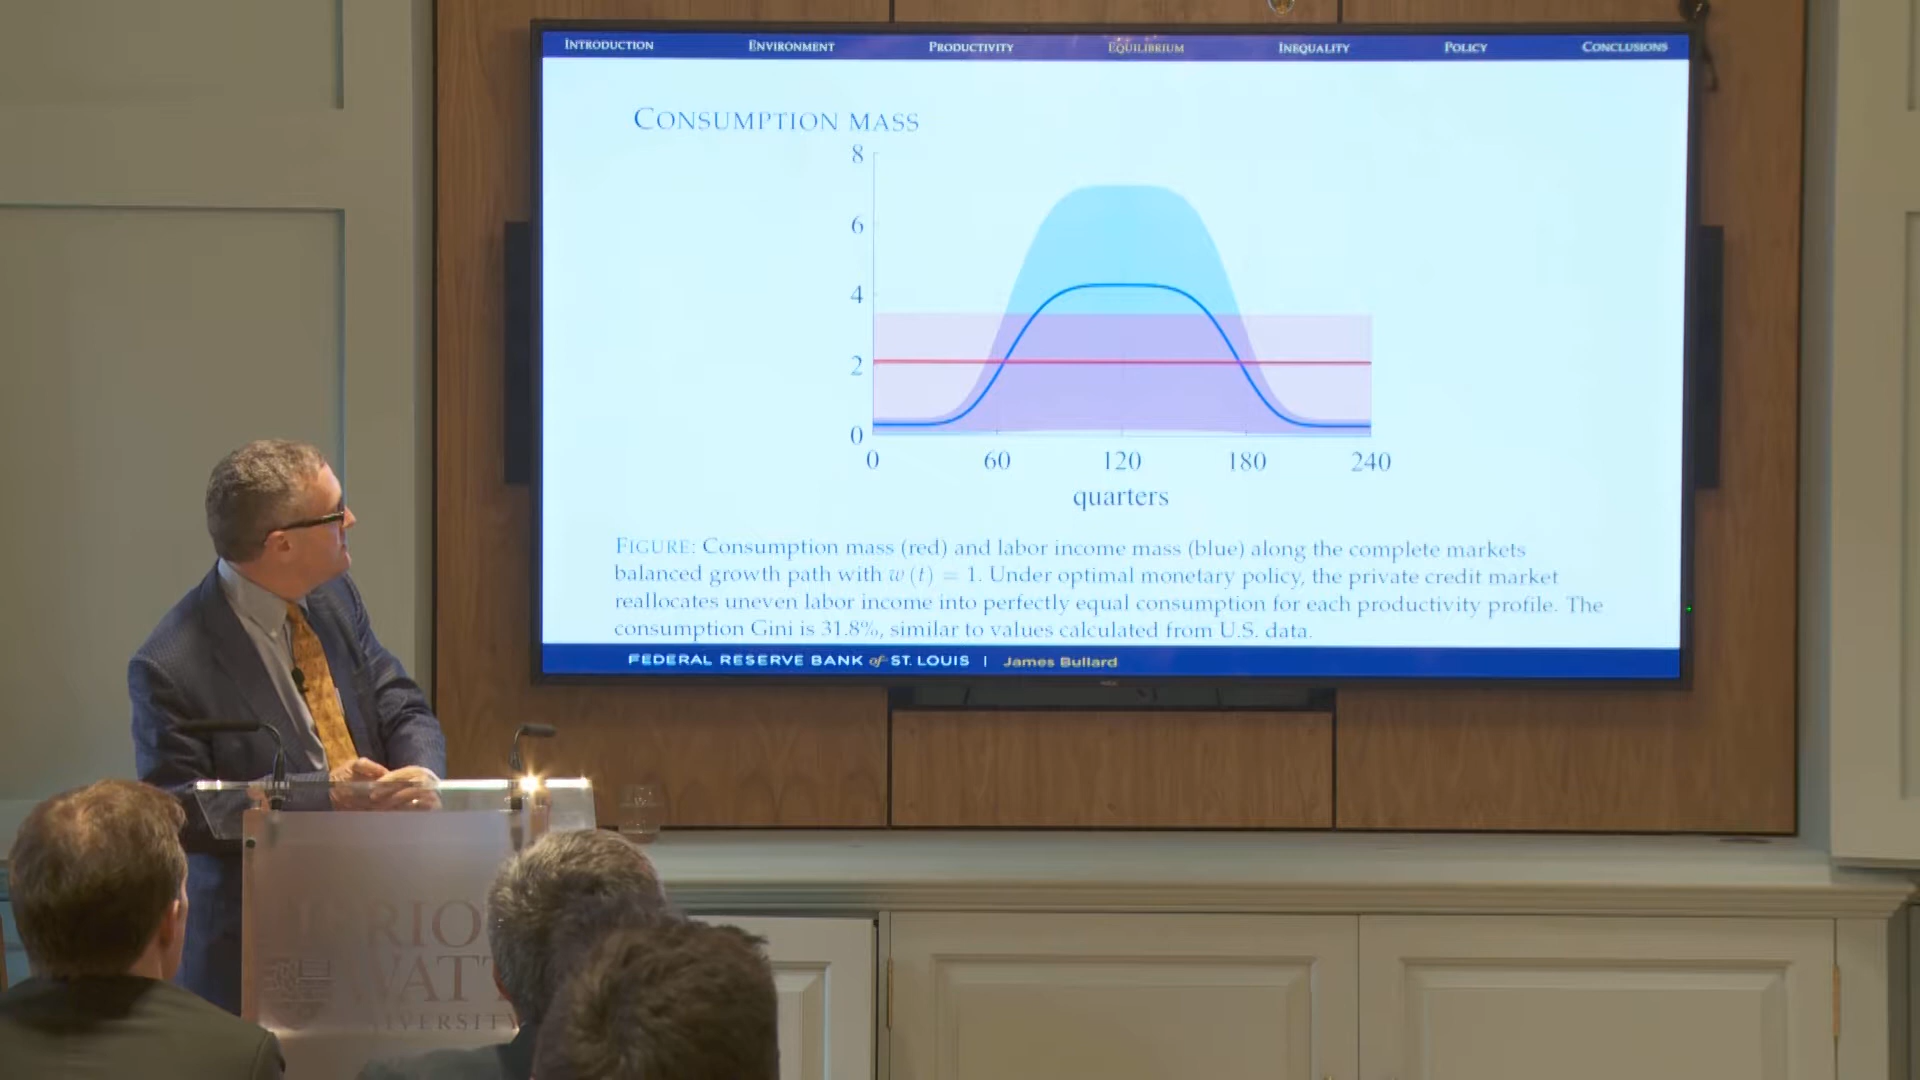 INTRODUCTION ENVIRONMENT PRODUCTIVITY EQUILIBRIUM INEQUALITY POLICY CONCLUSIONS
CONSUMPTION MASS
8
6
4
2
0
0 60 120 180 240
quarters
FIGURE: Consumption mass (red) and labor income mass (blue) along the complete markets
balanced growth path with w(t) = 1. Under optimal monetary policy, the private credit market
reallocates uneven labor income into perfectly equal consumption for each productivity profile. The
consumption Gini is 31.8%, similar to values calculated from U.S. data.
FEDERAL RESERVE BANK of ST. LOUIS | James Bullard